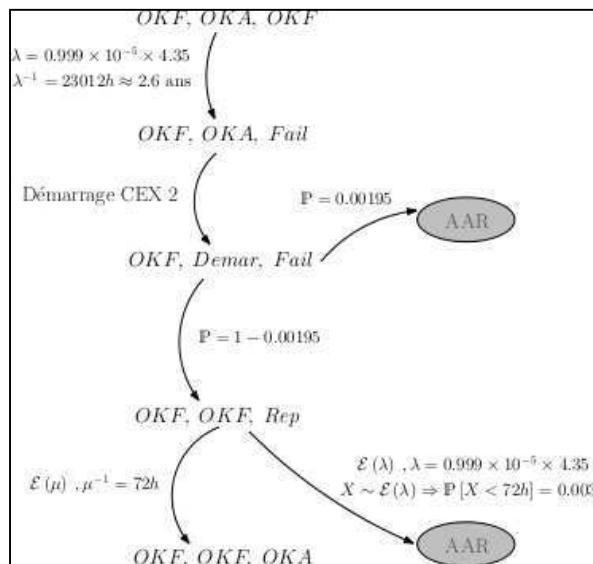 OKF, OKA, OKF
λ = 0.999 × 10⁻⁵ × 4.35
λ⁻¹ = 23012h ≈ 2.6 ans
OKF, OKA, Fail
Démarrage CEX 2
ℙ = 0.00195
AAR
OKF, Demar, Fail
ℙ = 1 − 0.00195
OKF, OKF, Rep
ℰ (μ) , μ⁻¹ = 72h
ℰ (λ) , λ = 0.999 × 10⁻⁵ × 4.35
X ∼ ℰ(λ) ⇒ ℙ [X < 72h] = 0.003
AAR
OKF, OKF, OKA